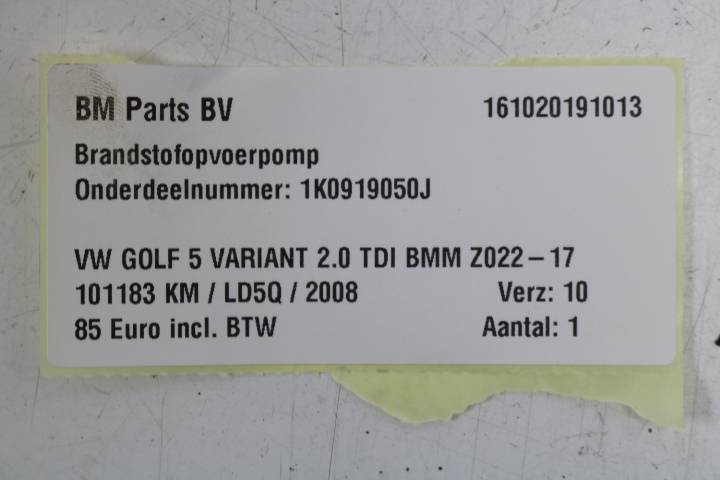 BM Parts BV 161020191013
Brandstofopvoerpomp
Onderdeelnummer: 1K0919050J
VW GOLF 5 VARIANT 2.0 TDI BMM Z022-17
101183 KM / LD5Q / 2008 Verz: 10
85 Euro incl. BTW Aantal: 1